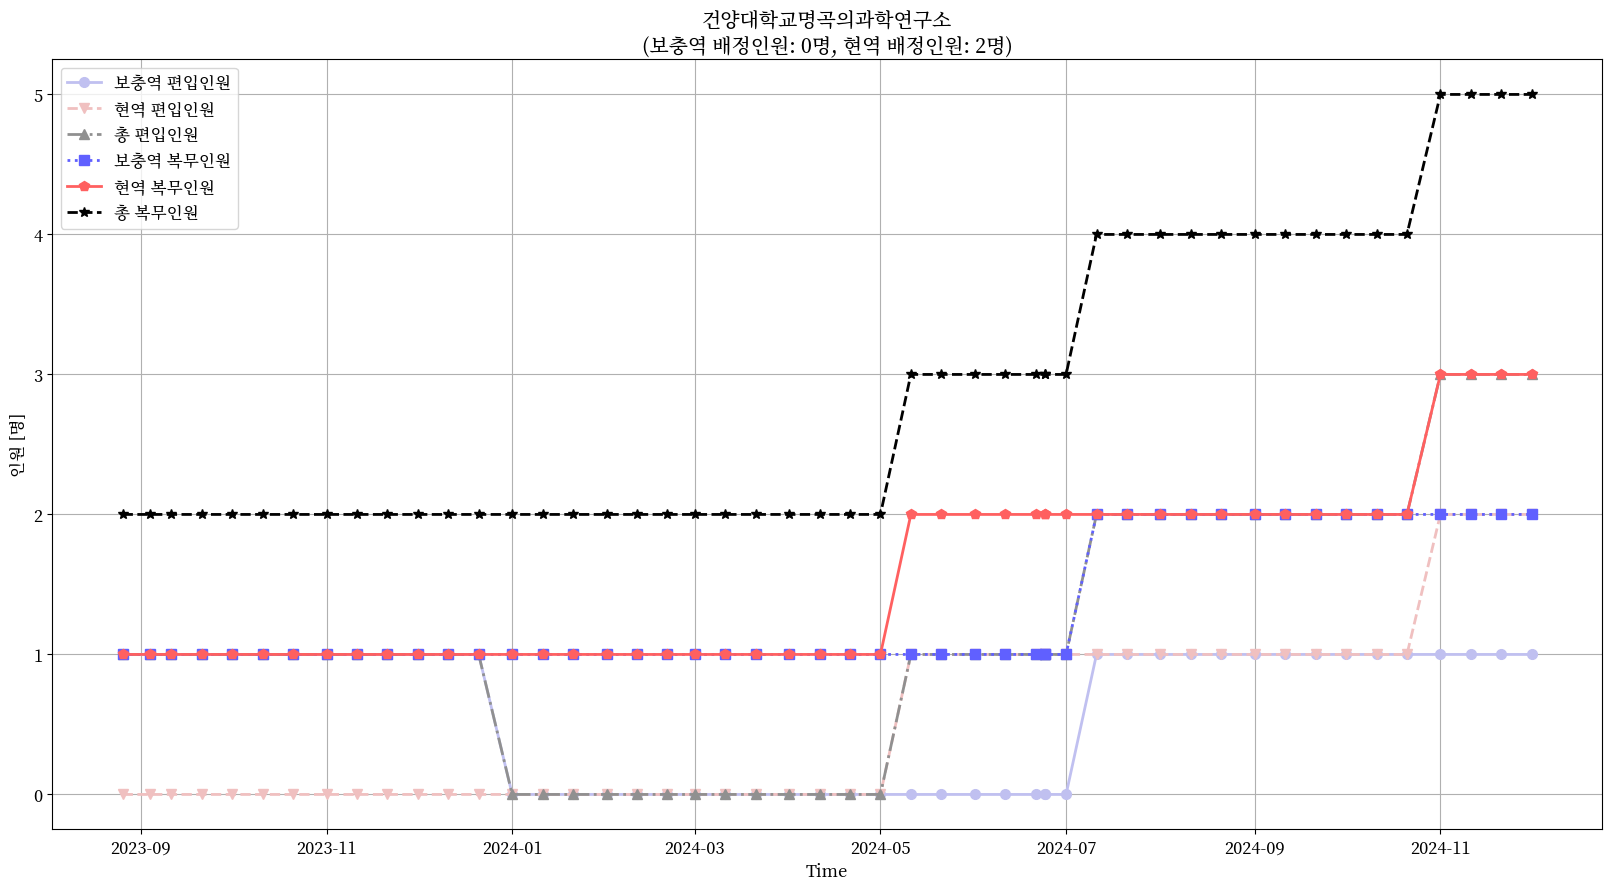 건양대학교명곡의과학연구소
(보충역 배정인원: 0명, 현역 배정인원: 2명)
보충역 편입인원
현역 편입인원
총 편입인원
보충역 복무인원
현역 복무인원
총 복무인원
5
4
3
2
1
0
인원 [명]
2023-09
2023-11
2024-01
2024-03
2024-05
2024-07
2024-09
2024-11
Time